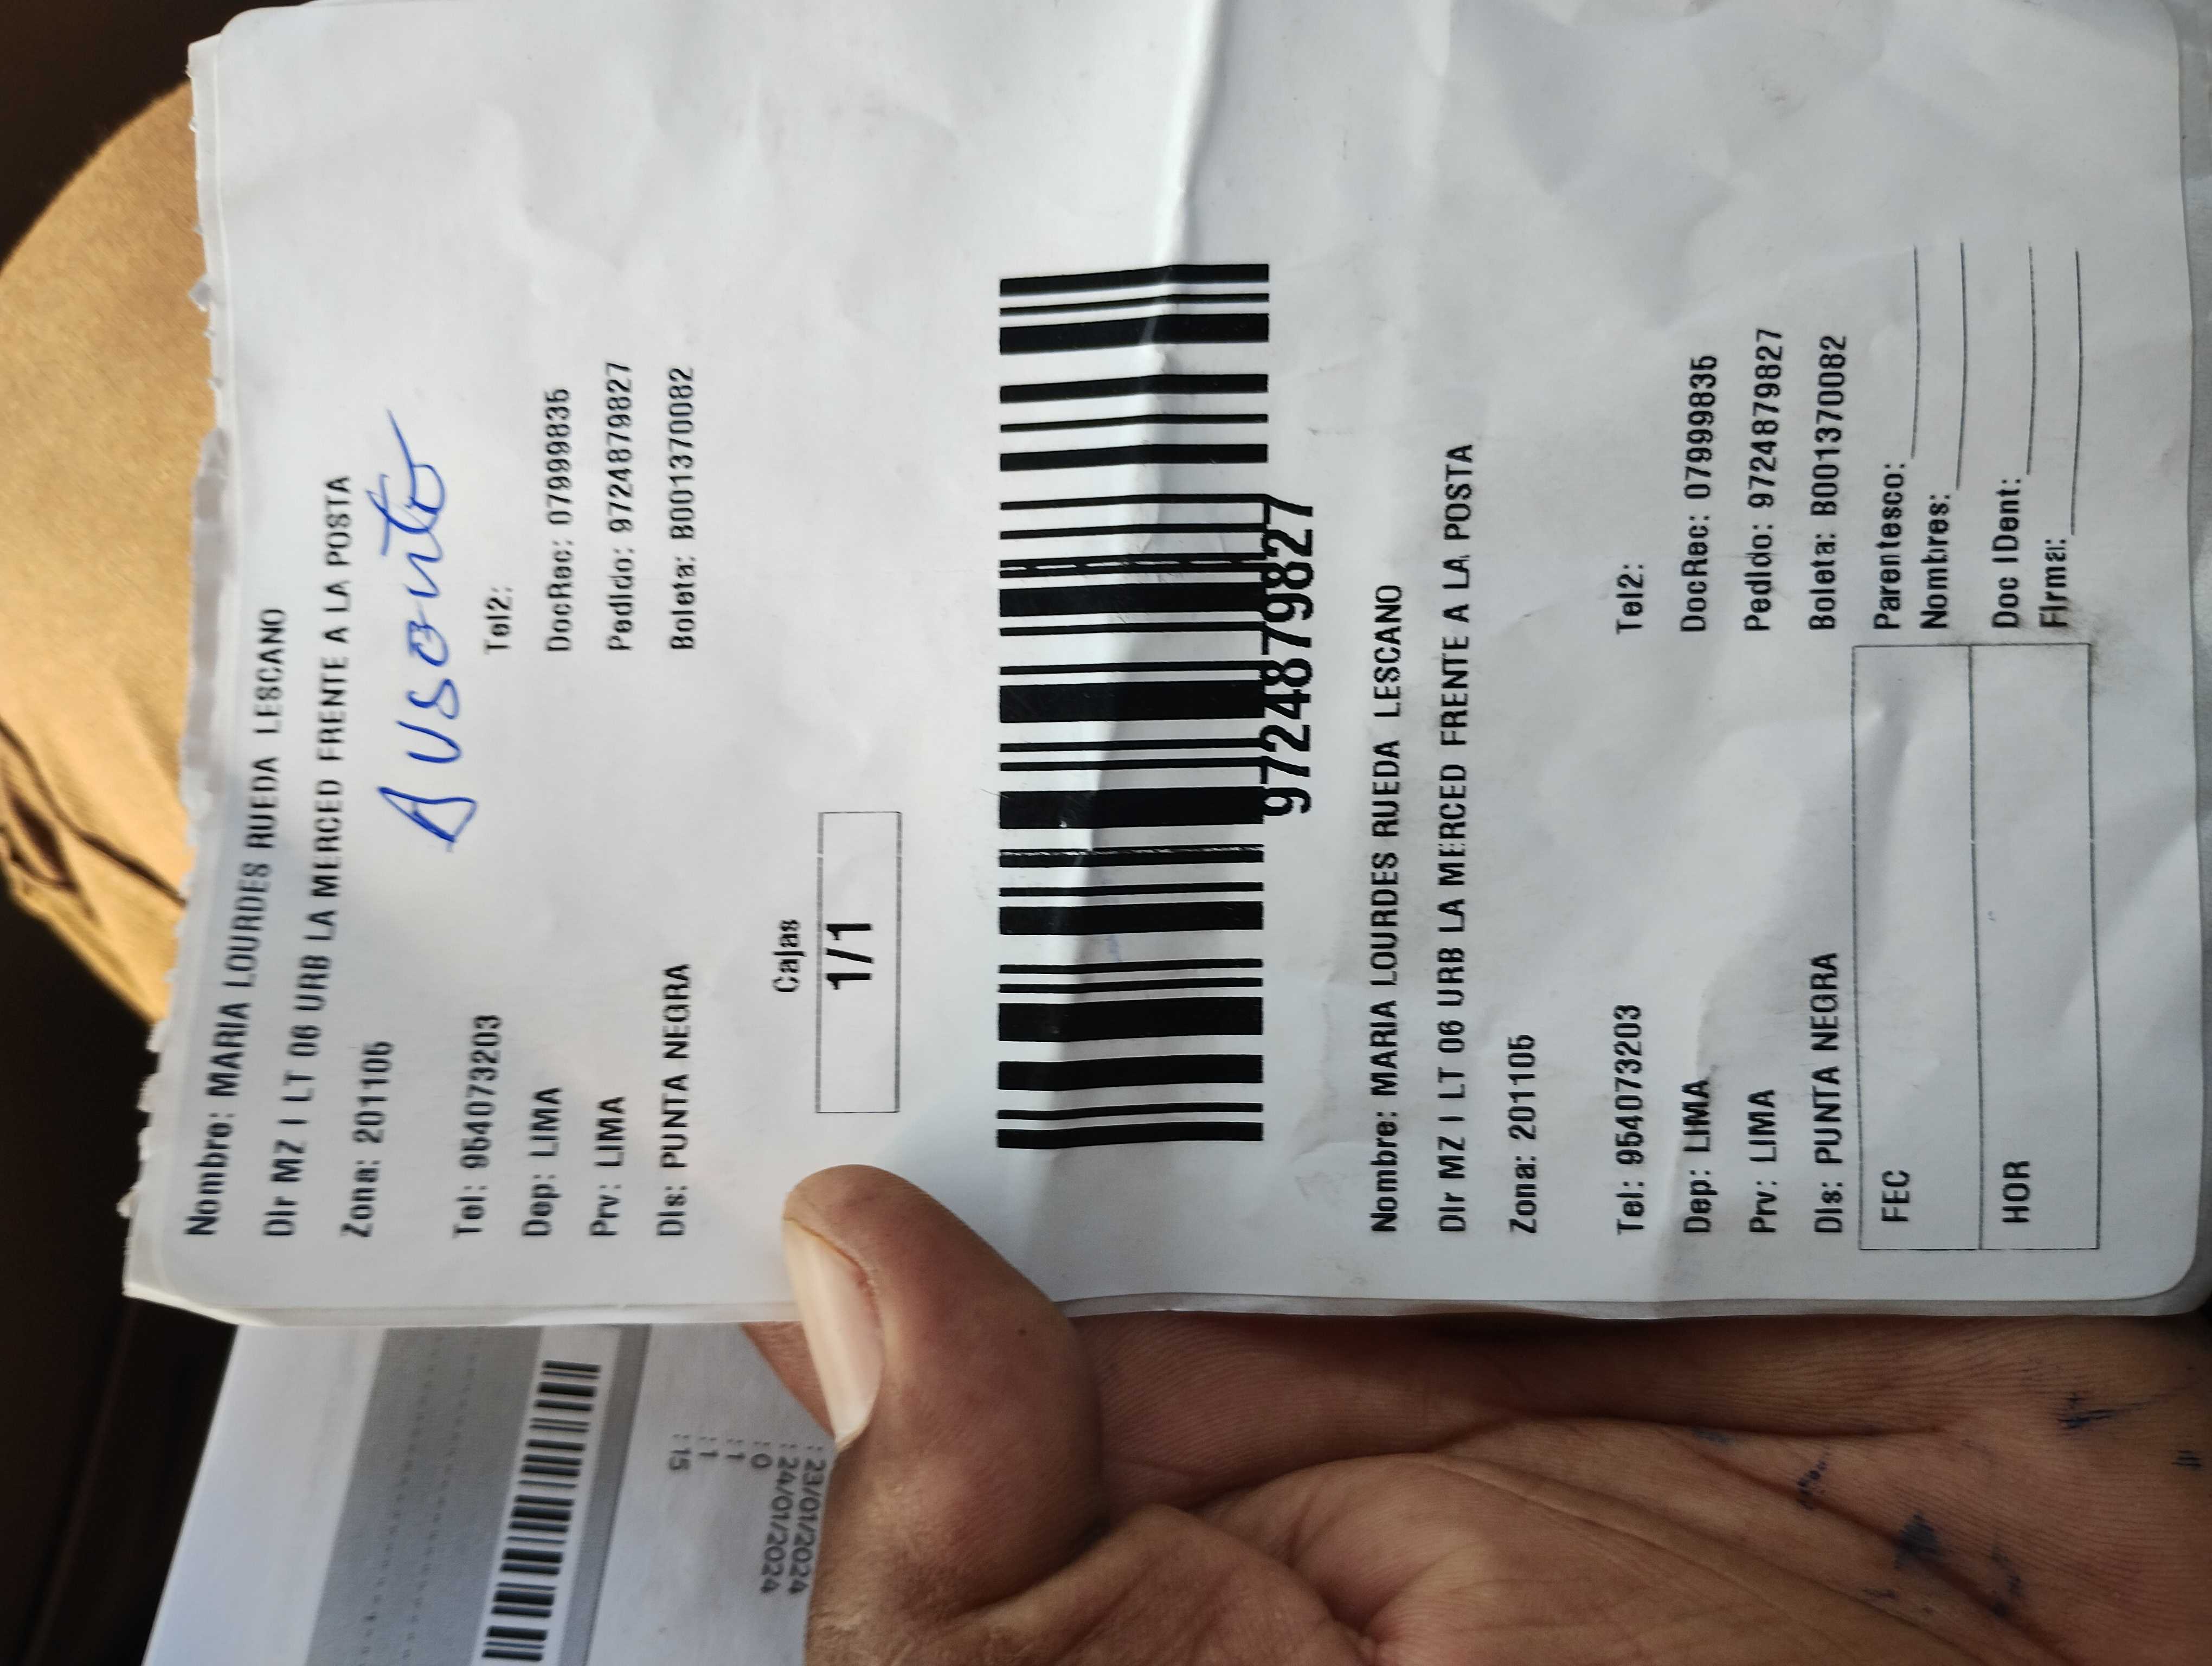 Nombre: MARIA LOURDES RUEDA LESCANO
Dir MZ I LT 06 URB LA MERCED FRENTE A LA POSTA
Zona: 201105
Ausente
Tel: 954073203 Tel2:
Dep: LIMA DocRec: 07999835
Prv: LIMA Pedido: 9724879827
Dis: PUNTA NEGRA Boleta: B001370082
Cajas
1/1
9724879827
Nombre: MARIA LOURDES RUEDA LESCANO
Dir MZ I LT 06 URB LA MERCED FRENTE A LA POSTA
Zona: 201105
Tel: 954073203 Tel2:
Dep: LIMA DocRec: 07999835
Prv: LIMA Pedido: 9724879827
Dis: PUNTA NEGRA Boleta: B001370082
FEC Parentesco:
Nombres:
HOR Doc IDent:
Firma:
: 23/01/2024
: 24/01/2024
: 0
: 1
: 1
: 15